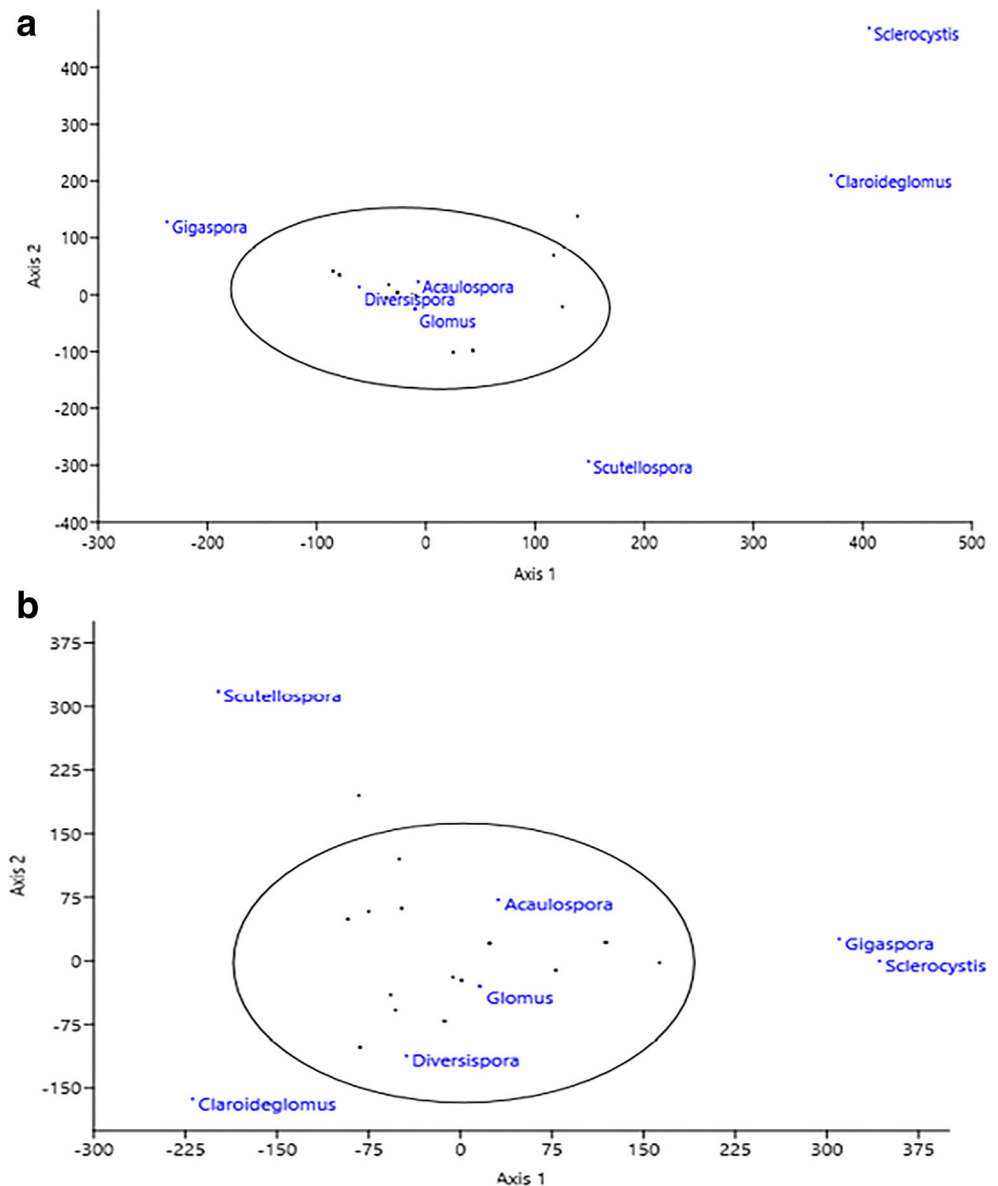 a
Sclerocystis
400
300
Claroideglomus
200
Gigaspora
100
Axis 2
Acaulospora
0
Diversispora
Glomus
-100
-200
-300
Scutellospora
-400
-300 -200 -100 0 100 200 300 400 500
Axis 1
b
375
Scutellospora
300
225
150
75
Acaulospora
Axis 2
Gigaspora
0
Sclerocystis
Glomus
-75
Diversispora
-150
Claroideglomus
-300 -225 -150 -75 0 75 150 225 300 375
Axis 1